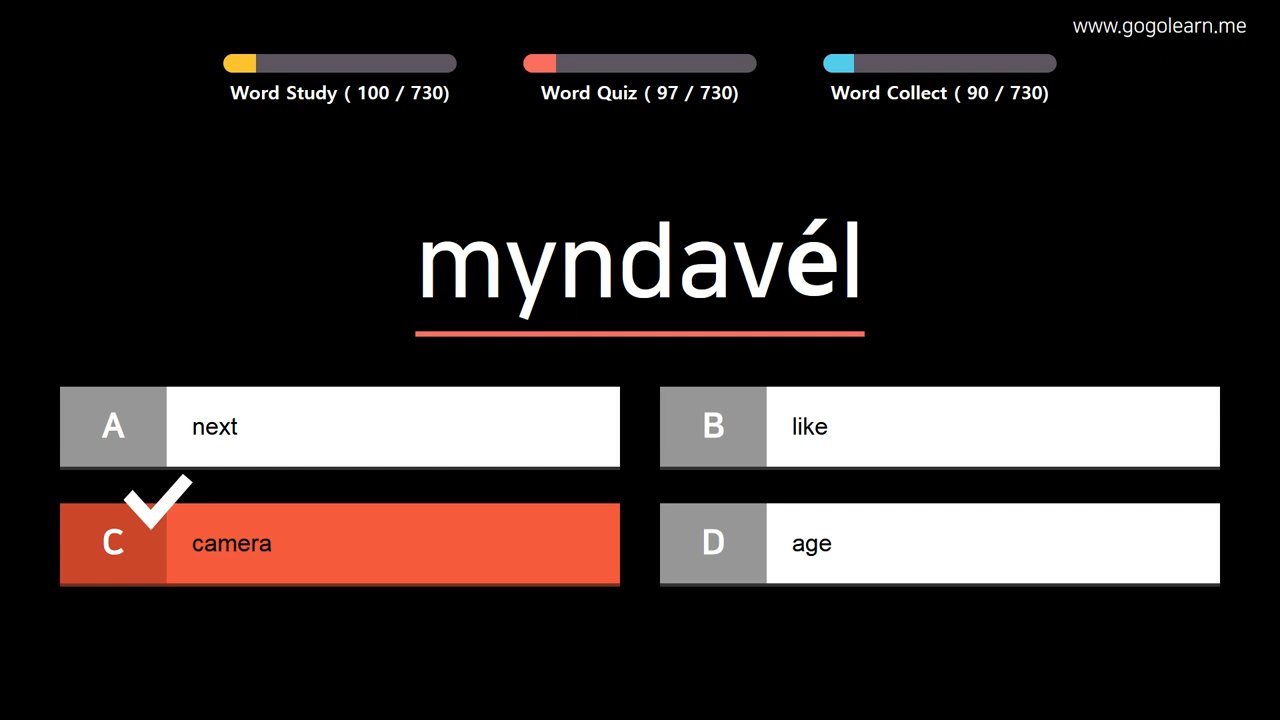 www.gogolearn.me
Word Study ( 100 / 730)
Word Quiz ( 97 / 730)
Word Collect ( 90 / 730)
myndavél
A next
B like
C camera
D age